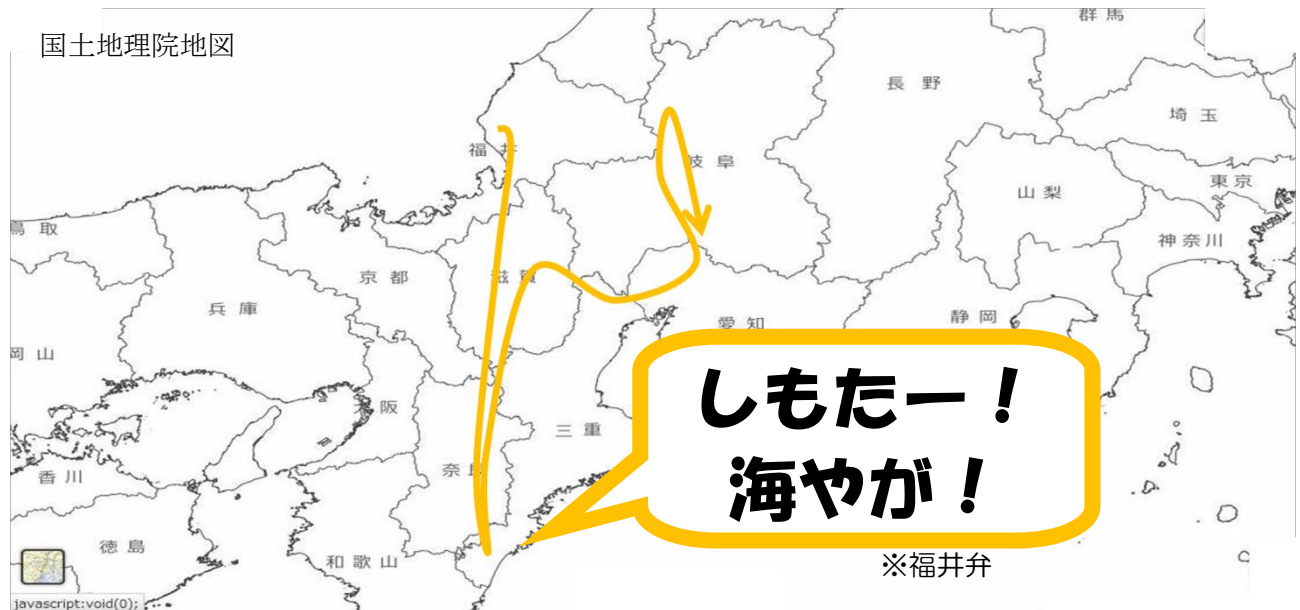 国土地理院地図
群馬
長野
埼玉
福井
岐阜
東京
山梨
鳥取
神奈川
京都
滋賀
兵庫
静岡
愛知
岡山
大阪
しもたー！
三重
海やが！
奈良
香川
徳島
和歌山
※福井弁
javascript:void(0);